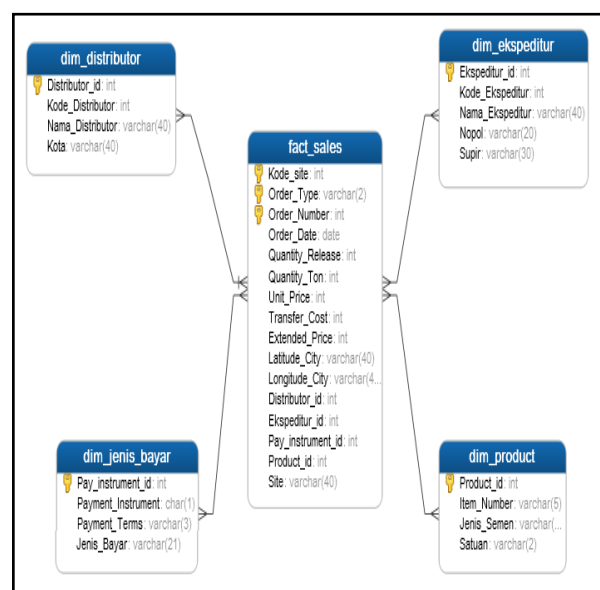 dim_distributor
Distributor_id: int
Kode_Distributor: int
Nama_Distributor: varchar(40)
Kota: varchar(40)
dim_ekspeditur
Ekspeditur_id: int
Kode_Ekspeditur: int
Nama_Ekspeditur: varchar(40)
Nopol: varchar(20)
Supir: varchar(30)
fact_sales
Kode_site: int
Order_Type: varchar(2)
Order_Number: int
Order_Date: date
Quantity_Release: int
Quantity_Ton: int
Unit_Price: int
Transfer_Cost: int
Extended_Price: int
Latitude_City: varchar(40)
Longitude_City: varchar(4...
Distributor_id: int
Ekspeditur_id: int
Pay_instrument_id: int
Product_id: int
Site: varchar(40)
dim_jenis_bayar
Pay_instrument_id: int
Payment_Instrument: char(1)
Payment_Terms: varchar(3)
Jenis_Bayar: varchar(21)
dim_product
Product_id: int
Item_Number: varchar(5)
Jenis_Semen: varchar(...
Satuan: varchar(2)